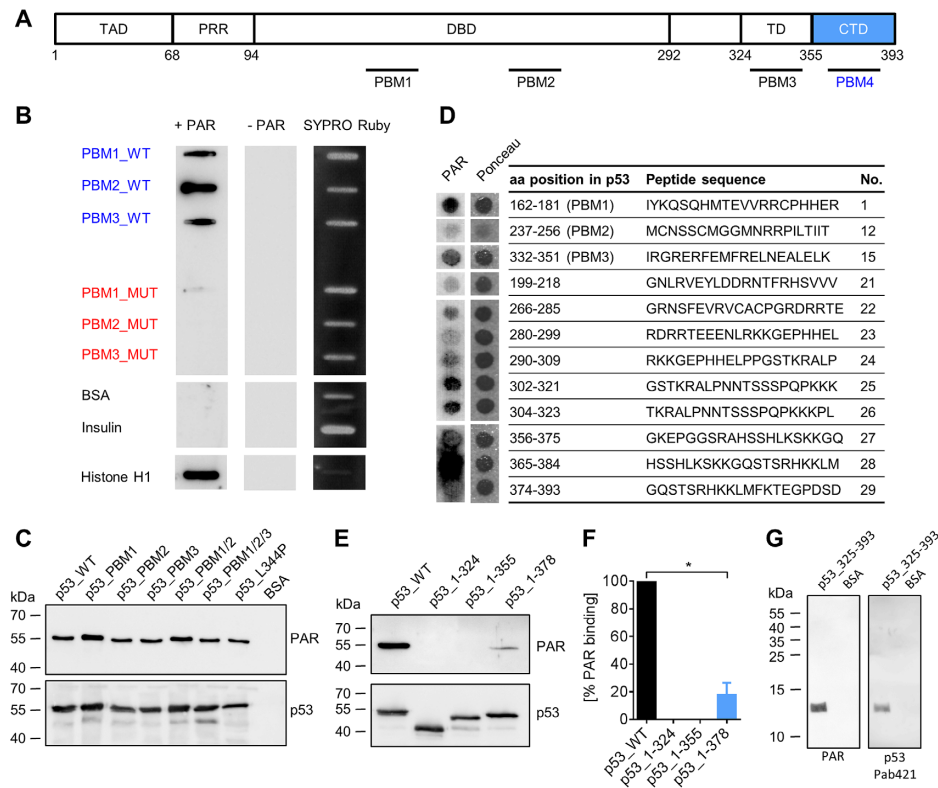 A
TAD PRR DBD TD CTD
1 68 94 292 324 355 393
PBM1 PBM2 PBM3 PBM4
B
+ PAR - PAR SYPRO Ruby
PBM1_WT
PBM2_WT
PBM3_WT
PBM1_MUT
PBM2_MUT
PBM3_MUT
BSA
Insulin
Histone H1
D
PAR Ponceau
aa position in p53 Peptide sequence No.
162-181 (PBM1) IYKQSQHMTEVVRRCPHHER 1
237-256 (PBM2) MCNSSCMGGMNRRPILTIIT 12
332-351 (PBM3) IRGRERFEMFRELNEALELK 15
199-218 GNLRVEYLDDRNTFRHSVVV 21
266-285 GRNSFEVRVCACPGRDRRTE 22
280-299 RDRRTEEENLRKKGEPHHEL 23
290-309 RKKGEPHHELPPGSTKRALP 24
302-321 GSTKRALPNNTSSSPQPKKK 25
304-323 TKRALPNNTSSSPQPKKKPL 26
356-375 GKEPGGSRAHSSHLKSKKGQ 27
365-384 HSSHLKSKKGQSTSRHKKLM 28
374-393 GQSTSRHKKLMFKTEGPDSD 29
C
p53_WT p53_PBM1 p53_PBM2 p53_PBM3 p53_PBM1/2 p53_PBM1/2/3 p53_L344P BSA
kDa
70
55
40
PAR
70
55
40
p53
E
p53_WT p53_1-324 p53_1-355 p53_1-378
kDa
70
55
40
PAR
70
55
40
p53
F
[% PAR binding]
100
80
60
40
20
0
*
p53_WT p53_1-324 p53_1-355 p53_1-378
G
p53_325-393 BSA p53_325-393 BSA
kDa
55
45
35
25
15
10
PAR p53
Pab421